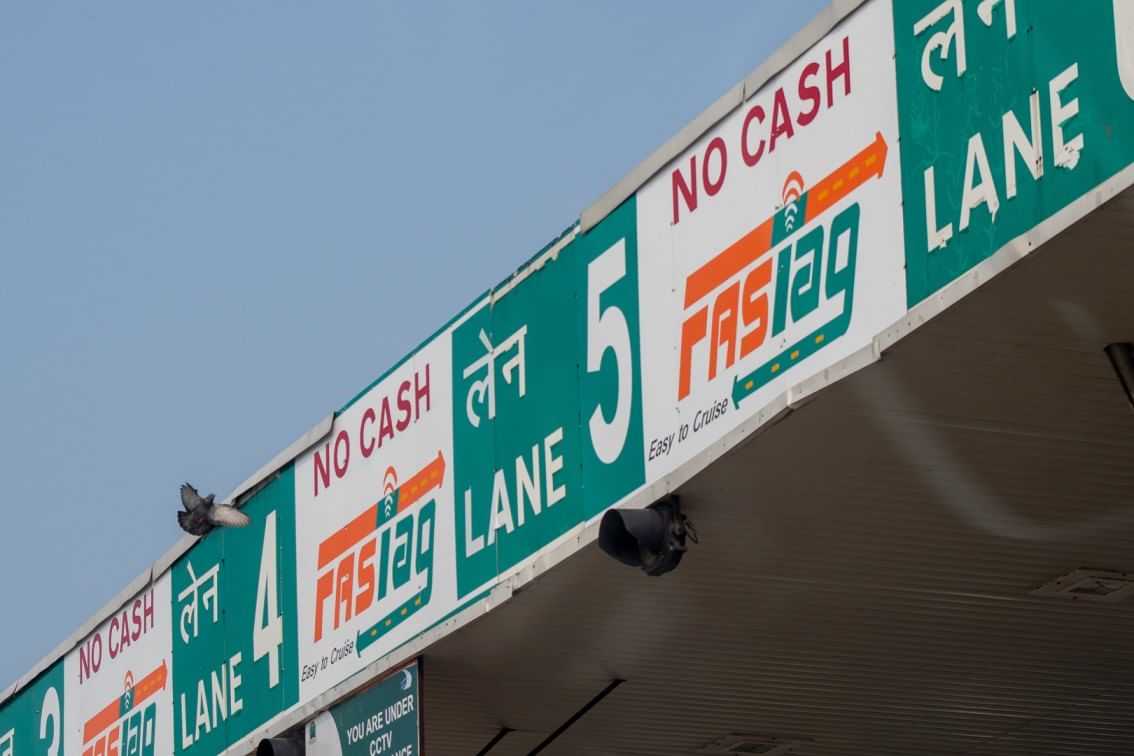 3
NO CASH
FASTag
लेन
LANE 4
NO CASH
FASTag
Easy to Cruise
लेन
LANE 5
NO CASH
FASTag
Easy to Cruise
लेन
LANE
YOU ARE UNDER
CCTV